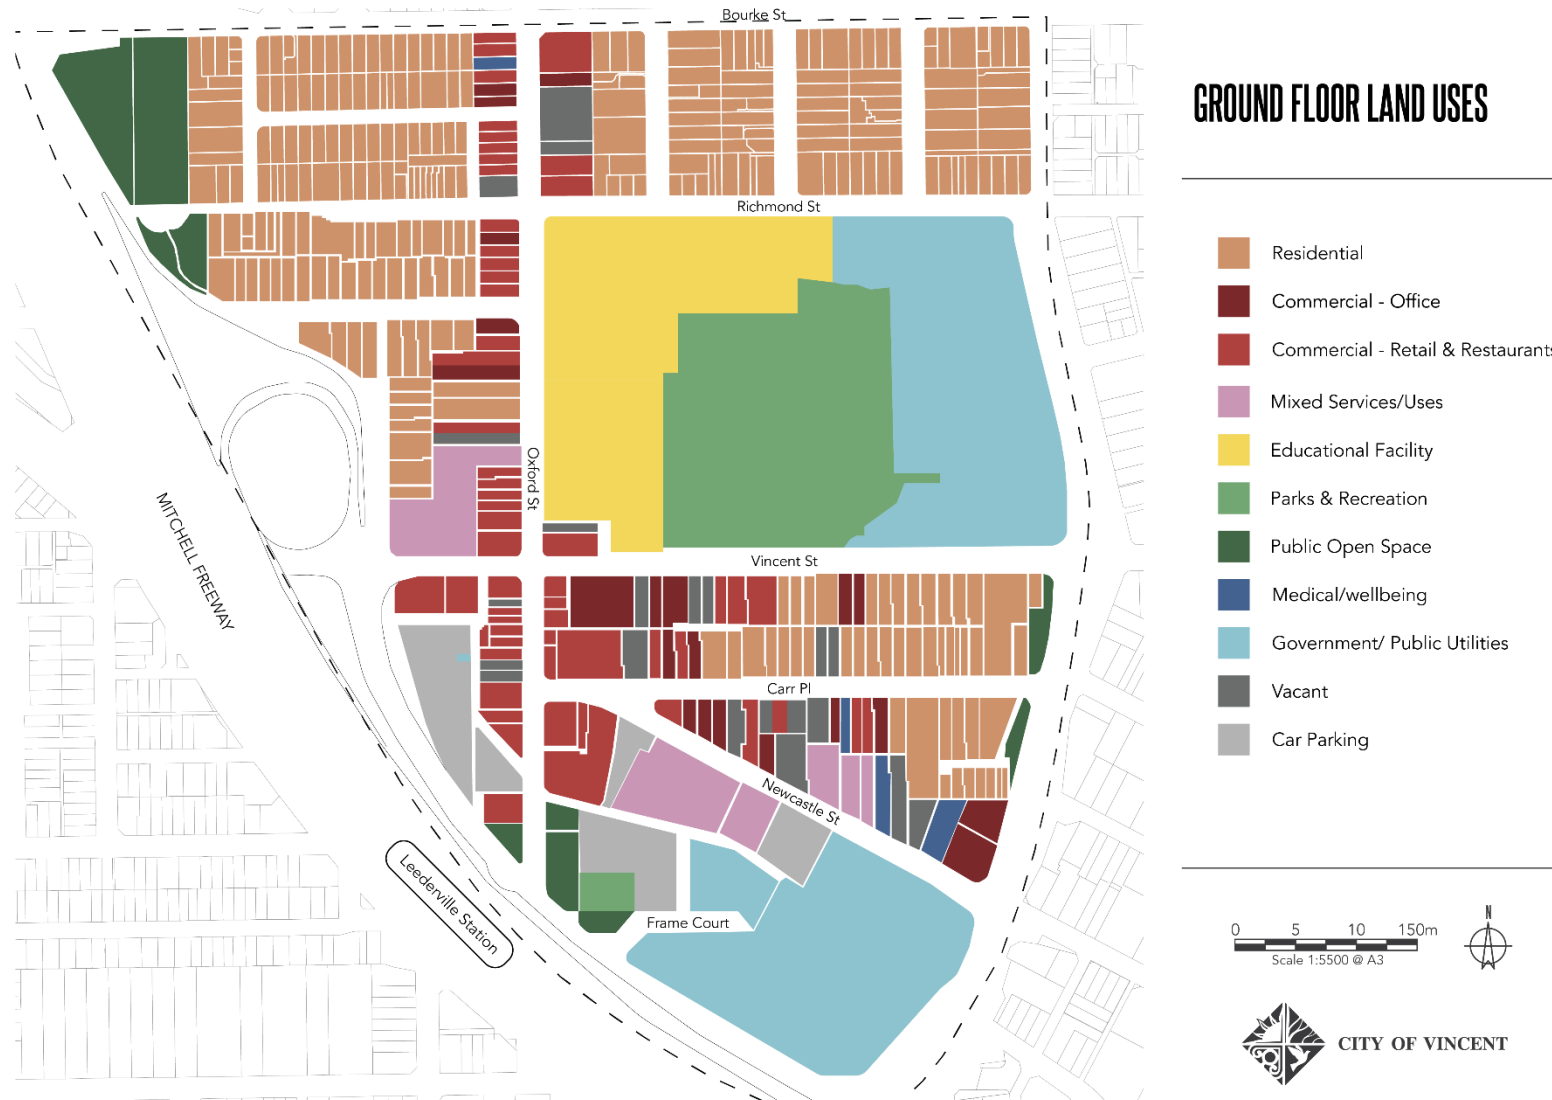 Bourke St
GROUND FLOOR LAND USES
Richmond St
Residential
Commercial - Office
Commercial - Retail & Restaurants
Mixed Services/Uses
Educational Facility
Parks & Recreation
Public Open Space
Medical/wellbeing
Government/ Public Utilities
Vacant
Car Parking
Oxford St
MITCHELL FREEWAY
Vincent St
Carr Pl
Newcastle St
Leederville Station
Frame Court
N
0 5 10 150m
Scale 1:5500 @ A3
CITY OF VINCENT